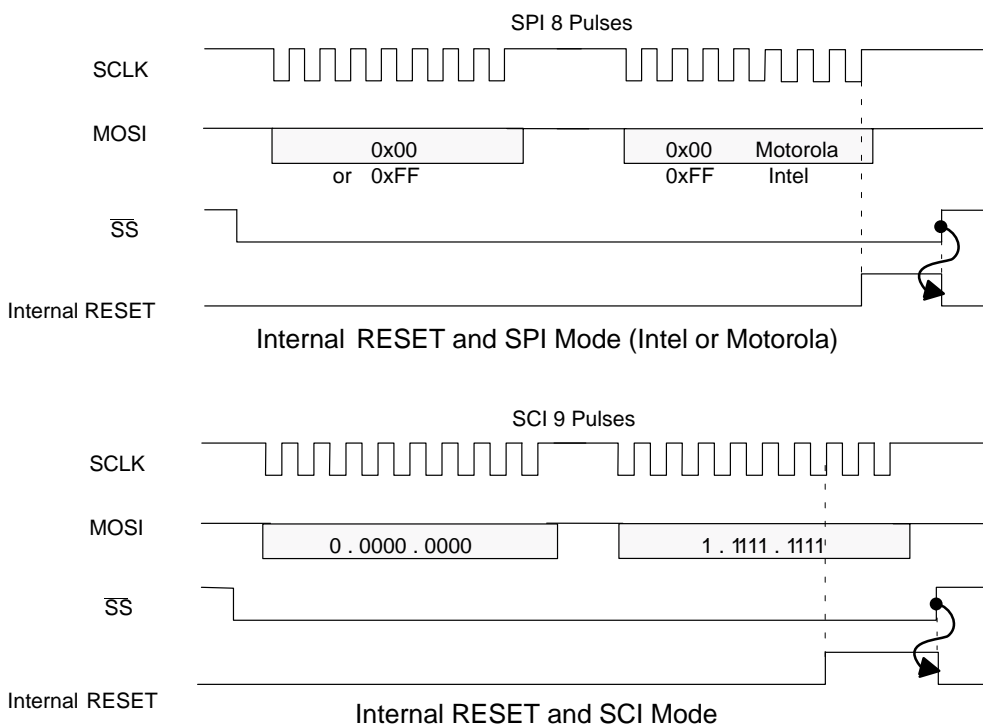 SPI 8 Pulses
SCLK
MOSI
0x00
or 0xFF
0x00 Motorola
0xFF Intel
SS
Internal RESET
Internal RESET and SPI Mode (Intel or Motorola)
SCI 9 Pulses
SCLK
MOSI
0 . 0000 . 0000
1 . 1111 . 1111
SS
Internal RESET
Internal RESET and SCI Mode